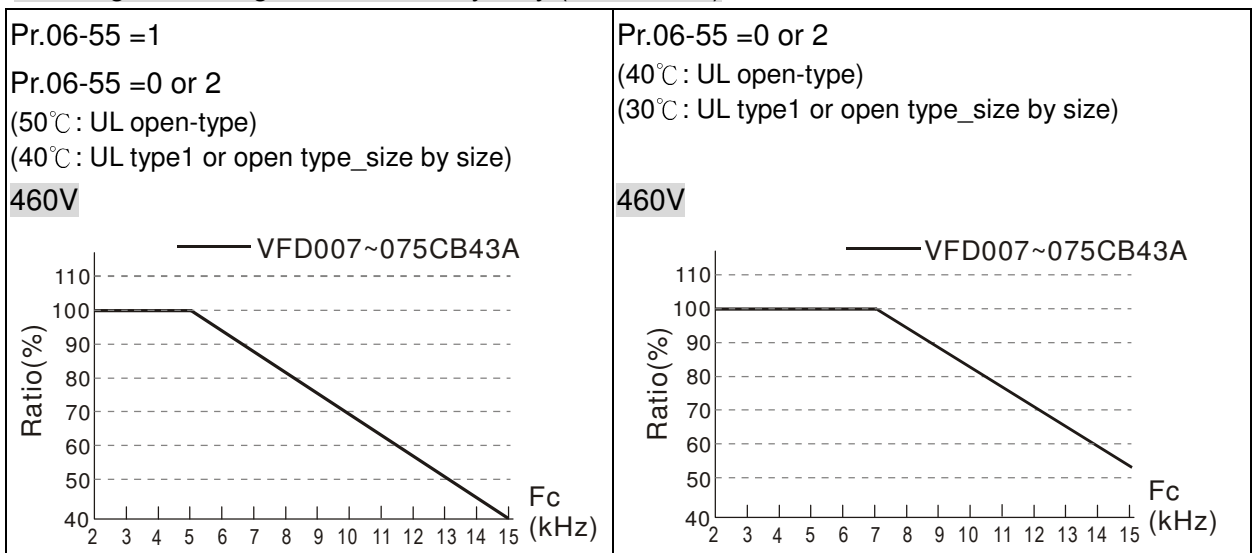 Pr.06-55 =1
Pr.06-55 =0 or 2
(50℃: UL open-type)
(40℃: UL type1 or open type_size by size)
460V
VFD007~075CB43A
110
100
90
80
70
60
50
40
Ratio(%)
2 3 4 5 6 7 8 9 10 11 12 13 14 15
Fc
(kHz)
Pr.06-55 =0 or 2
(40℃: UL open-type)
(30℃: UL type1 or open type_size by size)
460V
VFD007~075CB43A
110
100
90
80
70
60
50
40
Ratio(%)
2 3 4 5 6 7 8 9 10 11 12 13 14 15
Fc
(kHz)